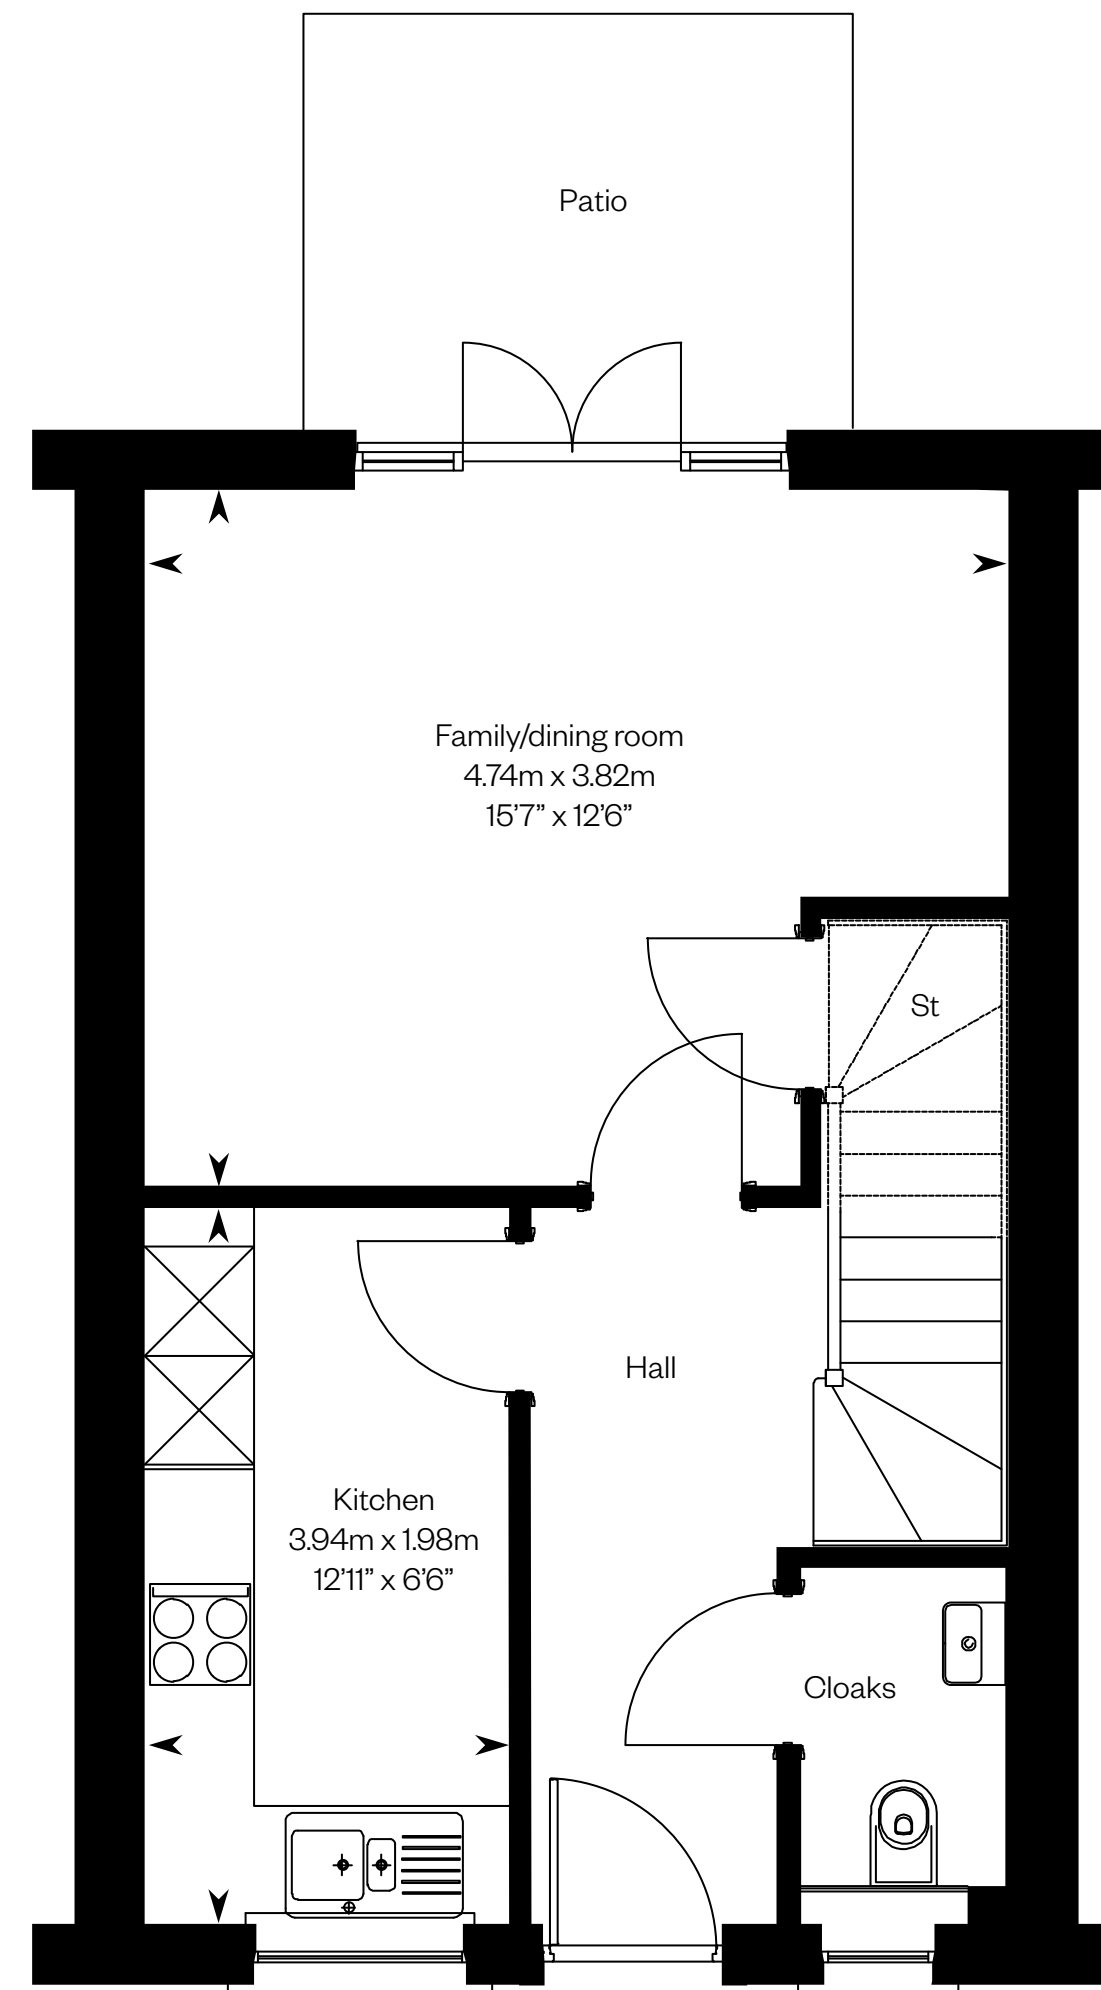 Patio
Family/dining room
4.74m x 3.82m
15’7” x 12’6”
St
Hall
Kitchen
3.94m x 1.98m
12’11” x 6’6”
Cloaks